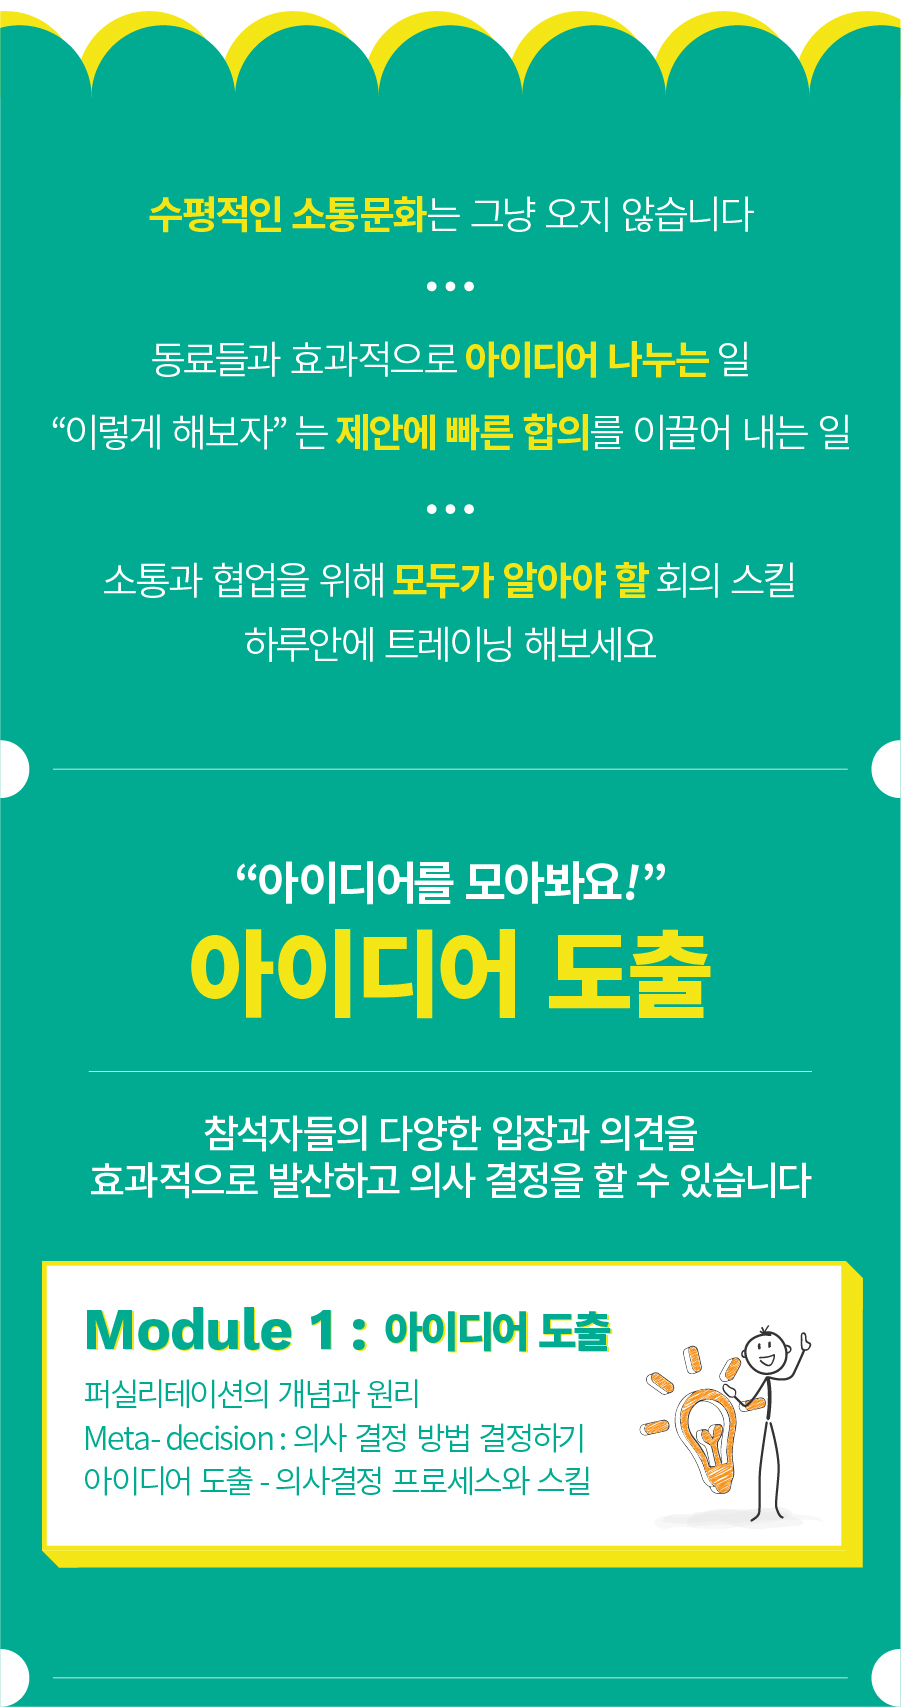 수평적인 소통문화는 그냥 오지 않습니다
•••
동료들과 효과적으로 아이디어 나누는 일
“이렇게 해보자” 는 제안에 빠른 합의를 이끌어 내는 일
•••
소통과 협업을 위해 모두가 알아야 할 회의 스킬
하루안에 트레이닝 해보세요
“아이디어를 모아봐요!”
아이디어 도출
참석자들의 다양한 입장과 의견을
효과적으로 발산하고 의사 결정을 할 수 있습니다
Module 1 : 아이디어 도출
퍼실리테이션의 개념과 원리
Meta- decision : 의사 결정 방법 결정하기
아이디어 도출 - 의사결정 프로세스와 스킬